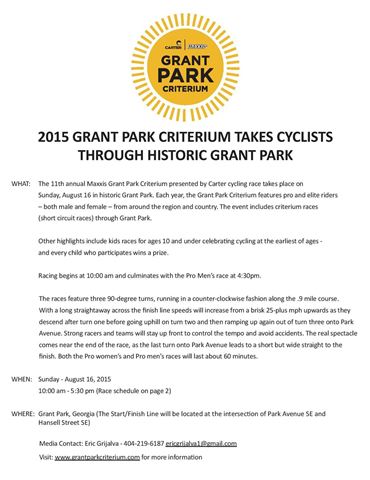 CARTER MAXXIS
GRANT
PARK
CRITERIUM
2015 GRANT PARK CRITERIUM TAKES CYCLISTS
THROUGH HISTORIC GRANT PARK
WHAT: The 11th annual Maxxis Grant Park Criterium presented by Carter cycling race takes place on
Sunday, August 16 in historic Grant Park. Each year, the Grant Park Criterium features pro and elite riders
– both male and female – from around the region and country. The event includes criterium races
(short circuit races) through Grant Park.
Other highlights include kids races for ages 10 and under celebrating cycling at the earliest of ages -
and every child who participates wins a prize.
Racing begins at 10:00 am and culminates with the Pro Men's race at 4:30pm.
The races feature three 90-degree turns, running in a counter-clockwise fashion along the .9 mile course.
With a long straightaway across the finish line speeds will increase from a brisk 25-plus mph upwards as they
descend after turn one before going uphill on turn two and then ramping up again out of turn three onto Park
Avenue. Strong racers and teams will stay up front to control the tempo and avoid accidents. The real spectacle
comes near the end of the race, as the last turn onto Park Avenue leads to a short but wide straight to the
finish. Both the Pro women's and Pro men's races will last about 60 minutes.
WHEN: Sunday - August 16, 2015
10:00 am - 5:30 pm (Race schedule on page 2)
WHERE: Grant Park, Georgia (The Start/Finish Line will be located at the intersection of Park Avenue SE and
Hansell Street SE)
Media Contact: Eric Grijalva - 404-219-6187 ericgrijalva1@gmail.com
Visit: www.grantparkcriterium.com for more information